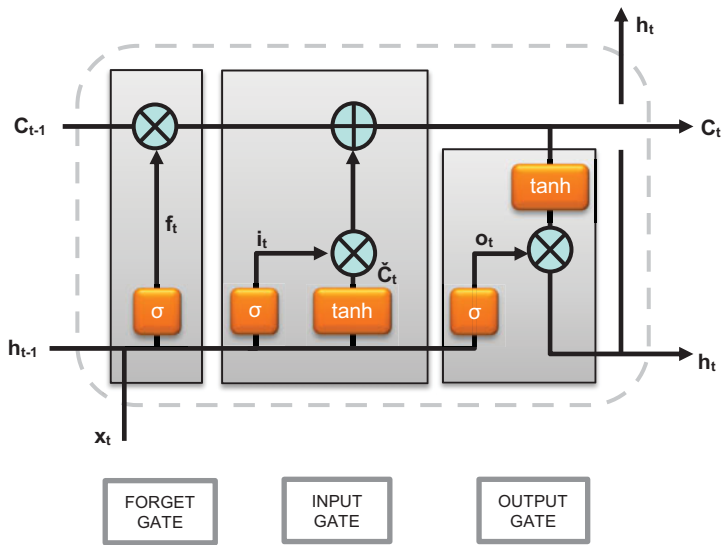 hₜ
Cₜ₋₁
Cₜ
tanh
fₜ
iₜ
oₜ
Čₜ
σ
σ
tanh
σ
hₜ₋₁
hₜ
xₜ
FORGET
GATE
INPUT
GATE
OUTPUT
GATE